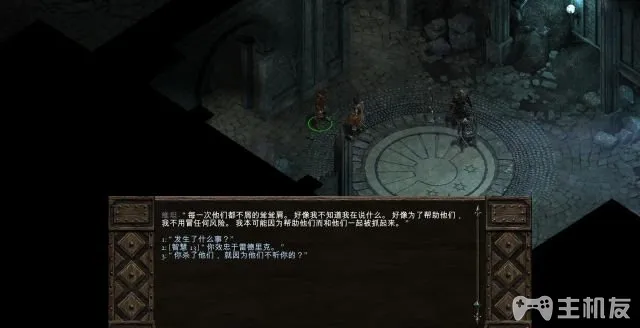 维坦 - “ 每一次他们都不屑的耸耸肩。 好像我不知道我在说什么。 好像为了帮助他们，
我不用冒任何风险。 我本可能因为帮助他们而和他们一起被抓起来。 ”
1: “ 发生了什么事？ ”
2: [智慧 13] “ 你效忠于雷德里克。 ”
3: “ 你杀了他们， 就因为他们不听你的？ ”
主机友